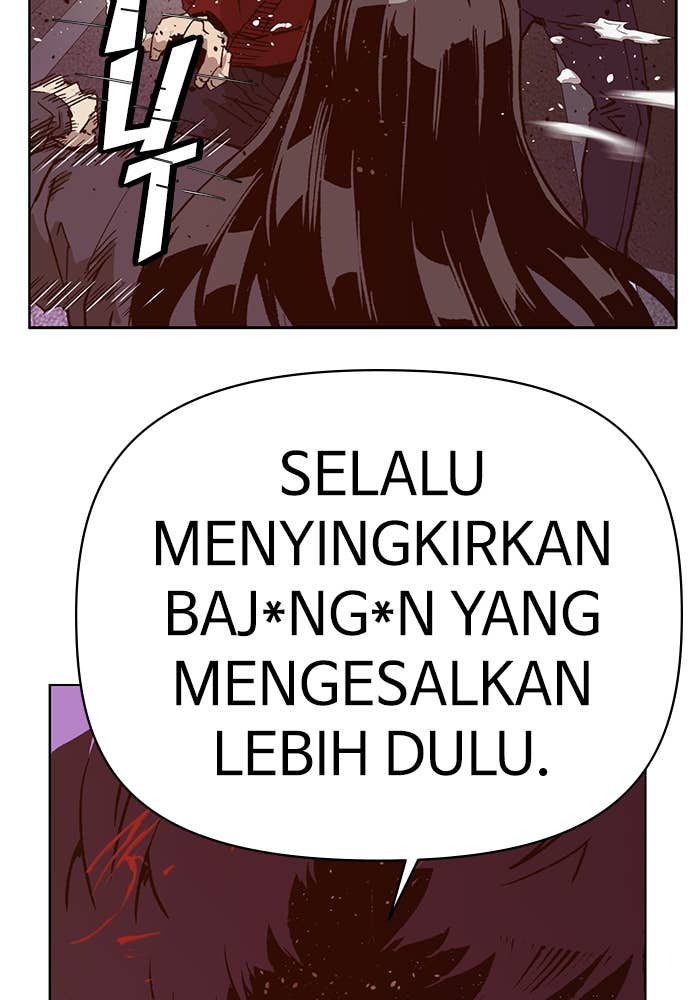 SELALU
MENYINGKIRKAN
BAJ*NG*N YANG
MENGESALKAN
LEBIH DULU.